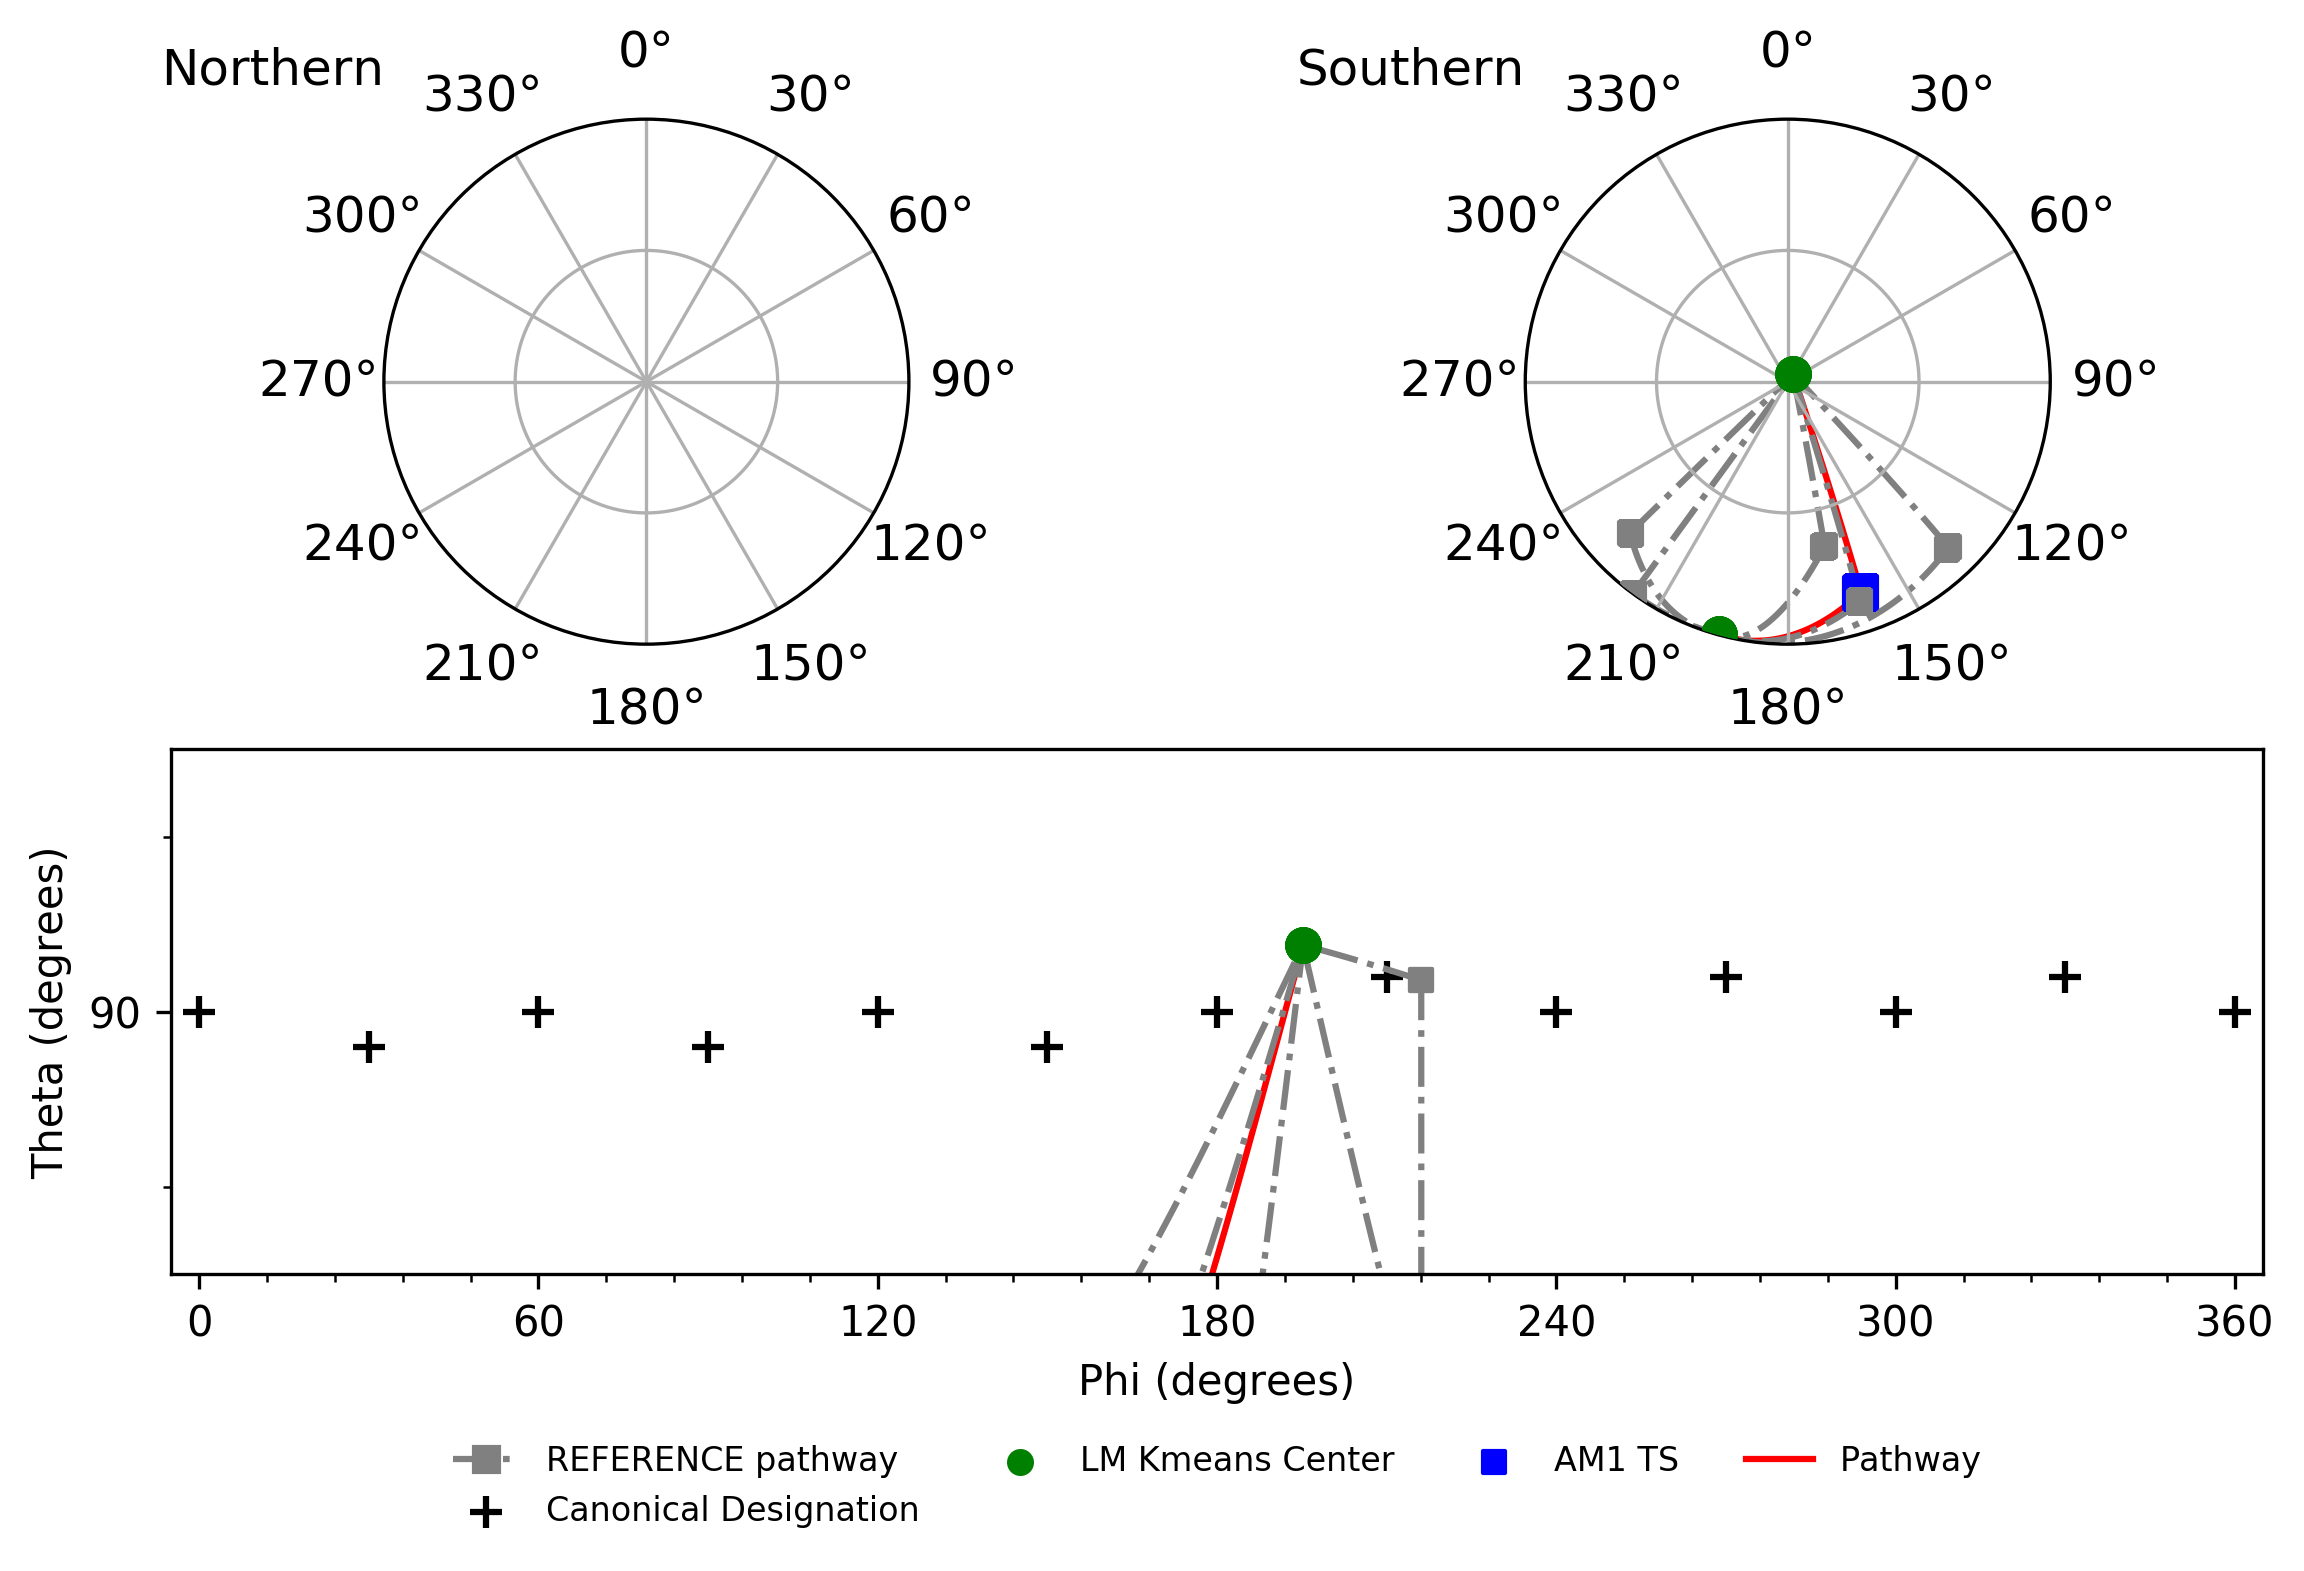 Northern
0°
330°
30°
300°
60°
270°
90°
240°
120°
210°
150°
180°
Southern
0°
330°
30°
300°
60°
270°
90°
240°
120°
210°
150°
180°
Theta (degrees)
90
0 60 120 180 240 300 360
Phi (degrees)
REFERENCE pathway
Canonical Designation
LM Kmeans Center
AM1 TS
Pathway